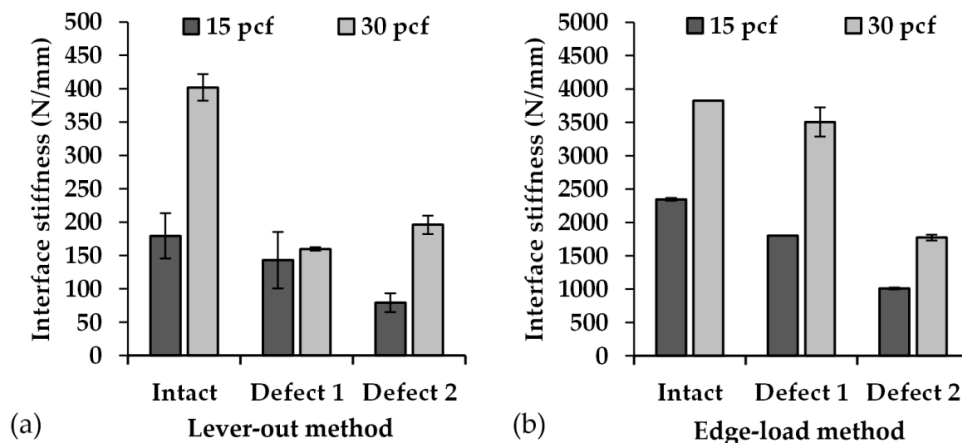 Interface stiffness (N/mm)
500
450
400
350
300
250
200
150
100
50
0
15 pcf
30 pcf
Intact
Defect 1
Defect 2
(a)
Lever-out method
Interface stiffness (N/mm)
5000
4500
4000
3500
3000
2500
2000
1500
1000
500
0
15 pcf
30 pcf
Intact
Defect 1
Defect 2
(b)
Edge-load method